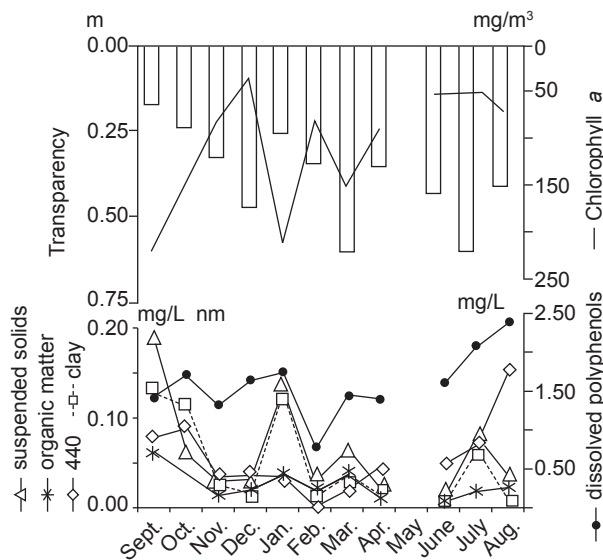 m
mg/m³
0.00
0.25
0.50
0.75
Transparency
0
50
150
250
— Chlorophyll a
mg/L nm
mg/L
0.20
0.10
0.00
2.50
1.50
0.50
suspended solids
organic matter
440
clay
dissolved polyphenols
Sept.
Oct.
Nov.
Dec.
Jan.
Feb.
Mar.
Apr.
May
June
July
Aug.